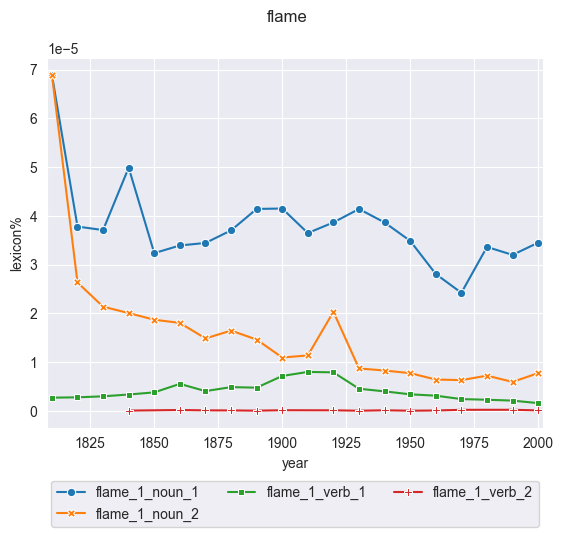 flame
1e−5
7
6
5
4
3
2
1
0
lexicon%
1825 1850 1875 1900 1925 1950 1975 2000
year
flame_1_noun_1 flame_1_verb_1 flame_1_verb_2
flame_1_noun_2